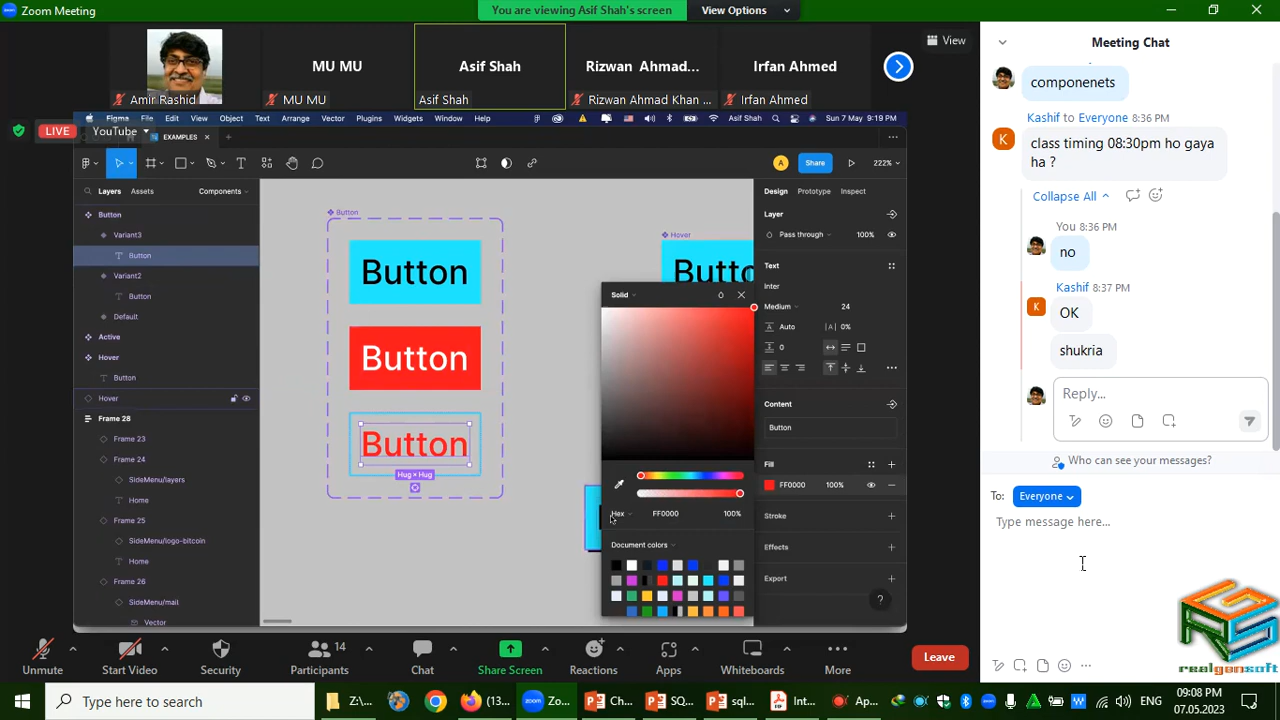 Zoom Meeting
You are viewing Asif Shah's screen
View Options
Amir Rashid
MU MU
MU MU
Asif Shah
Asif Shah
Rizwan Ahmad...
Rizwan Ahmad Khan ...
Irfan Ahmed
Irfan Ahmed
View
LIVE
YouTube
Figma File Edit View Object Text Arrange Vector Plugins Widgets Window Help
Asif Shah
Sun 7 May 9:19 PM
EXAMPLES
A
Share
222%
Layers
Assets
Components
Button
Variant3
Button
Variant2
Button
Default
Active
Hover
Button
Hover
Frame 28
Frame 23
Frame 24
SideMenu/layers
Home
Frame 25
SideMenu/logo-bitcoin
Home
Frame 26
SideMenu/mail
Vector
Button
Button
Button
Button
Hug × Hug
Hover
Solid
Hex
FF0000
100%
Document colors
Design
Prototype
Inspect
Layer
Pass through
100%
Text
Inter
Medium
24
Auto
|A| 0%
0
Content
Button
Fill
FF0000
100%
Stroke
Effects
Export
?
Meeting Chat
componenets
Kashif to Everyone 8:36 PM
K
class timing 08:30pm ho gaya
ha ?
Collapse All
You 8:36 PM
no
Kashif 8:37 PM
K
OK
shukria
Reply...
Who can see your messages?
To: Everyone
Type message here...
realgensoft
Unmute
Start Video
Security
14
Participants
Chat
Share Screen
Reactions
Apps
Whiteboards
More
Leave
Type here to search
Z:\
(13...
Zo...
Ch...
SQ...
sql...
Int...
Ap...
ENG
09:08 PM
07.05.2023